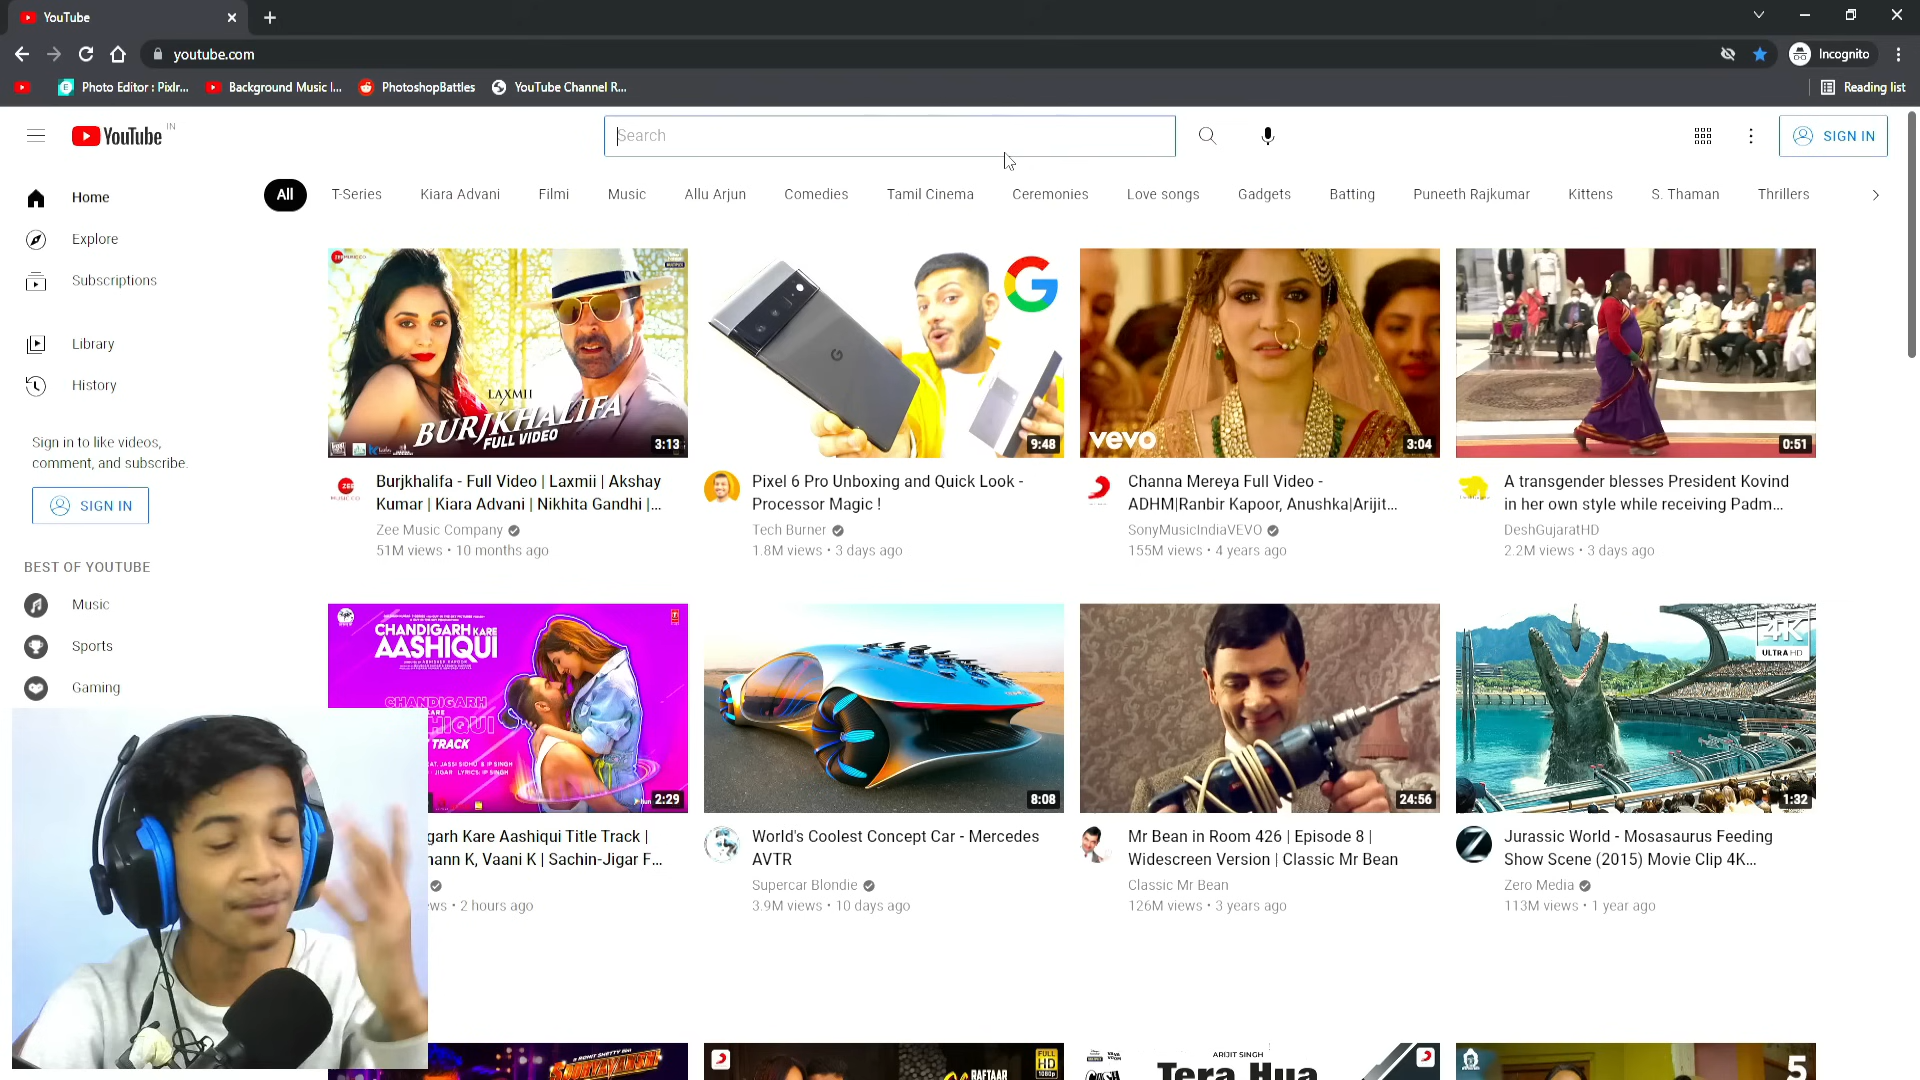 YouTube
youtube.com
Incognito
Photo Editor : Pixlr...
Background Music |...
PhotoshopBattles
YouTube Channel R...
Reading list
YouTube IN
Search
SIGN IN
Home
Explore
Subscriptions
Library
History
Sign in to like videos,
comment, and subscribe.
SIGN IN
BEST OF YOUTUBE
Music
Sports
Gaming
All
T-Series
Kiara Advani
Filmi
Music
Allu Arjun
Comedies
Tamil Cinema
Ceremonies
Love songs
Gadgets
Batting
Puneeth Rajkumar
Kittens
S. Thaman
Thrillers
LAXMII
BURJKHALIFA
FULL VIDEO
3:13
Burjkhalifa - Full Video | Laxmii | Akshay
Kumar | Kiara Advani | Nikhita Gandhi |...
Zee Music Company
51M views • 10 months ago
9:48
Pixel 6 Pro Unboxing and Quick Look -
Processor Magic !
Tech Burner
1.8M views • 3 days ago
vevo
3:04
Channa Mereya Full Video -
ADHM|Ranbir Kapoor, Anushka|Arijit...
SonyMusicIndiaVEVO
155M views • 4 years ago
0:51
A transgender blesses President Kovind
in her own style while receiving Padm...
DeshGujaratHD
2.2M views • 3 days ago
CHANDIGARH KARE
AASHIQUI
CHANDIGARH
TRACK
2:29
garh Kare Aashiqui Title Track |
mann K, Vaani K | Sachin-Jigar F...
ws • 2 hours ago
8:08
World's Coolest Concept Car - Mercedes
AVTR
Supercar Blondie
3.9M views • 10 days ago
24:56
Mr Bean in Room 426 | Episode 8 |
Widescreen Version | Classic Mr Bean
Classic Mr Bean
126M views • 3 years ago
4K
ULTRA HD
1:32
Jurassic World - Mosasaurus Feeding
Show Scene (2015) Movie Clip 4K...
Zero Media
113M views • 1 year ago
FULL
HD
1080p
RAFTAAR
ARIJIT SINGH
Tera Hua
5